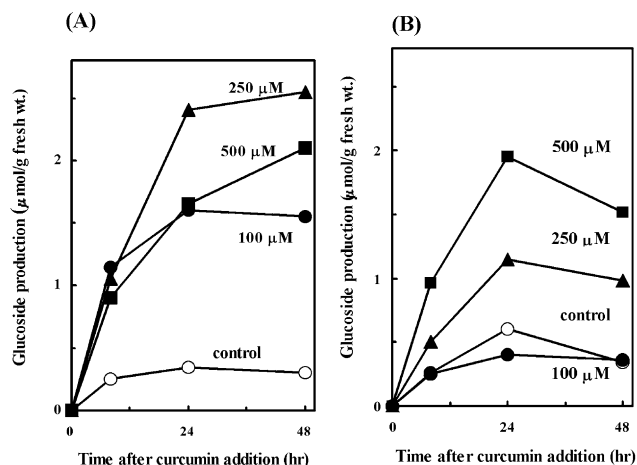 (A)
Glucoside production (μmol/g fresh wt.)
2
1
0
250 μM
500 μM
100 μM
control
0 24 48
Time after curcumin addition (hr)
(B)
Glucoside production (μmol/g fresh wt.)
2
1
0
500 μM
250 μM
control
100 μM
0 24 48
Time after curcumin addition (hr)